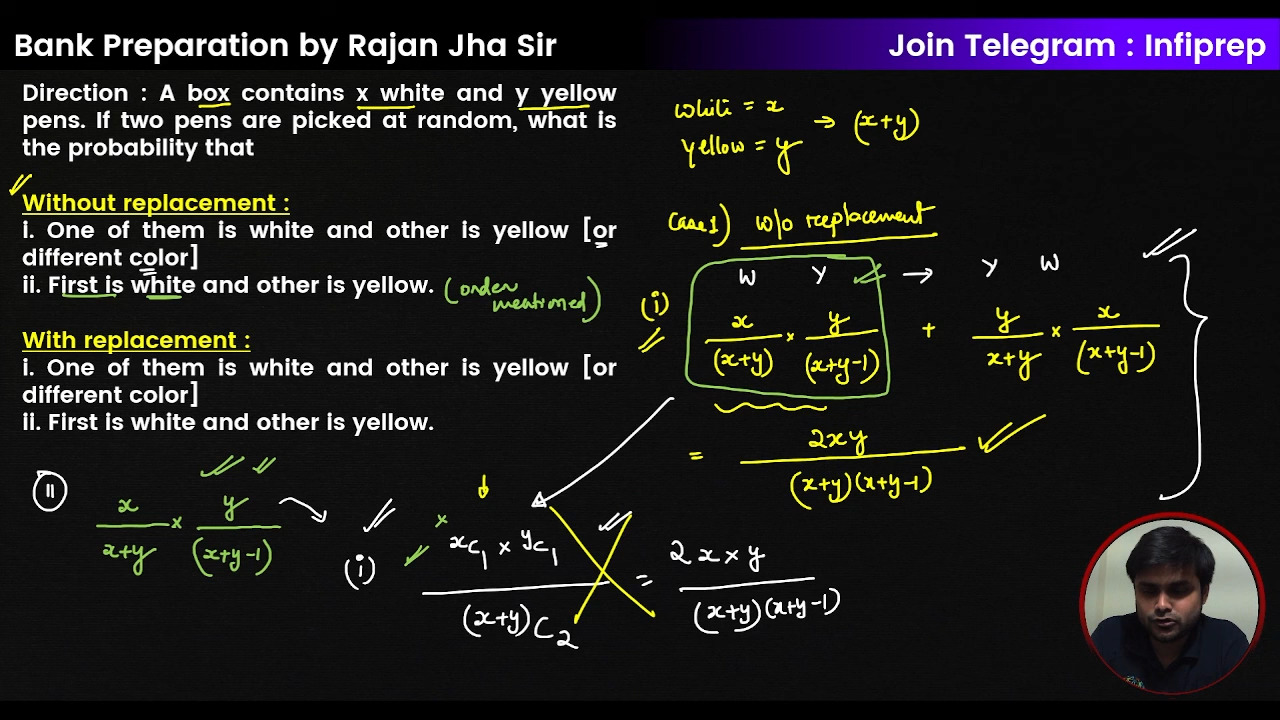 Bank Preparation by Rajan Jha Sir
Join Telegram : Infiprep
Direction : A box contains x white and y yellow
pens. If two pens are picked at random, what is
the probability that
Without replacement :
i. One of them is white and other is yellow [or
different color]
ii. First is white and other is yellow.
(order
mentioned)
With replacement :
i. One of them is white and other is yellow [or
different color]
ii. First is white and other is yellow.
white = x
yellow = y → (x+y)
Case 1) w/o replacement
W Y → Y W
(i) x/(x+y) × y/(x+y-1) + y/x+y × x/(x+y-1)
= 2xy/(x+y)(x+y-1)
(ii) x/x+y × y/(x+y-1)
(i) xC1 × yC1/(x+y)C2 = 2x×y/(x+y)(x+y-1)